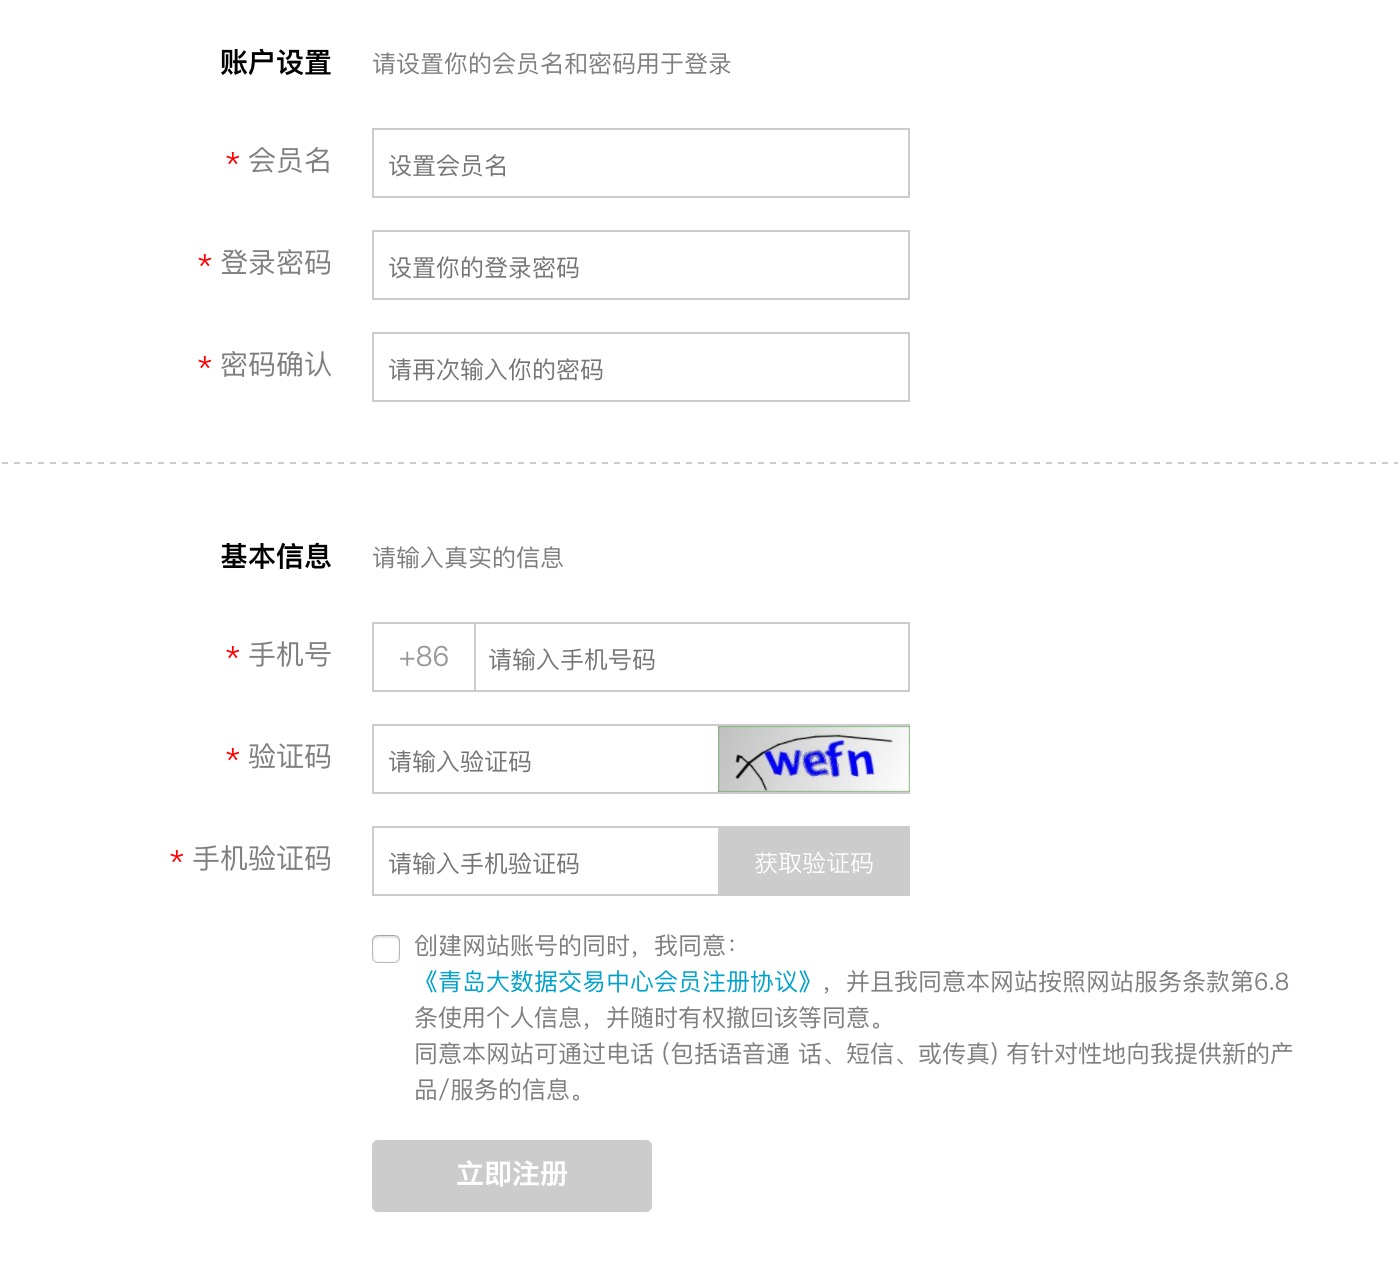 账户设置 请设置你的会员名和密码用于登录
* 会员名 设置会员名
* 登录密码 设置你的登录密码
* 密码确认 请再次输入你的密码
基本信息 请输入真实的信息
* 手机号 +86 请输入手机号码
* 验证码 请输入验证码 wefn
* 手机验证码 请输入手机验证码 获取验证码
创建网站账号的同时，我同意：
《青岛大数据交易中心会员注册协议》，并且我同意本网站按照网站服务条款第6.8
条使用个人信息，并随时有权撤回该等同意。
同意本网站可通过电话（包括语音通 话、短信、或传真）有针对性地向我提供新的产
品/服务的信息。
立即注册